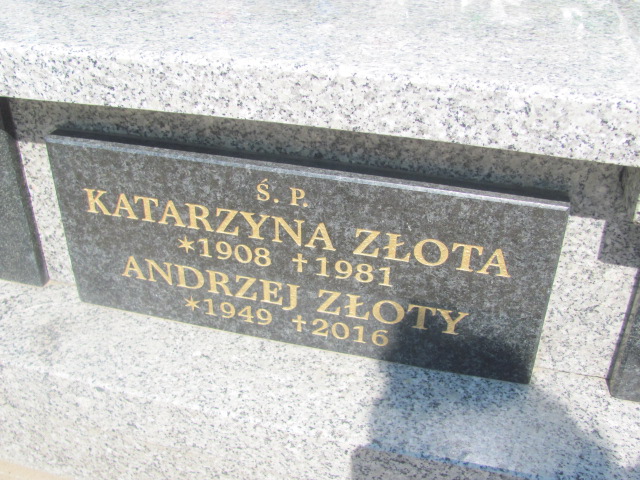 Ś. P.
KATARZYNA ZŁOTA
*1908 †1981
ANDRZEJ ZŁOTY
*1949 †2016